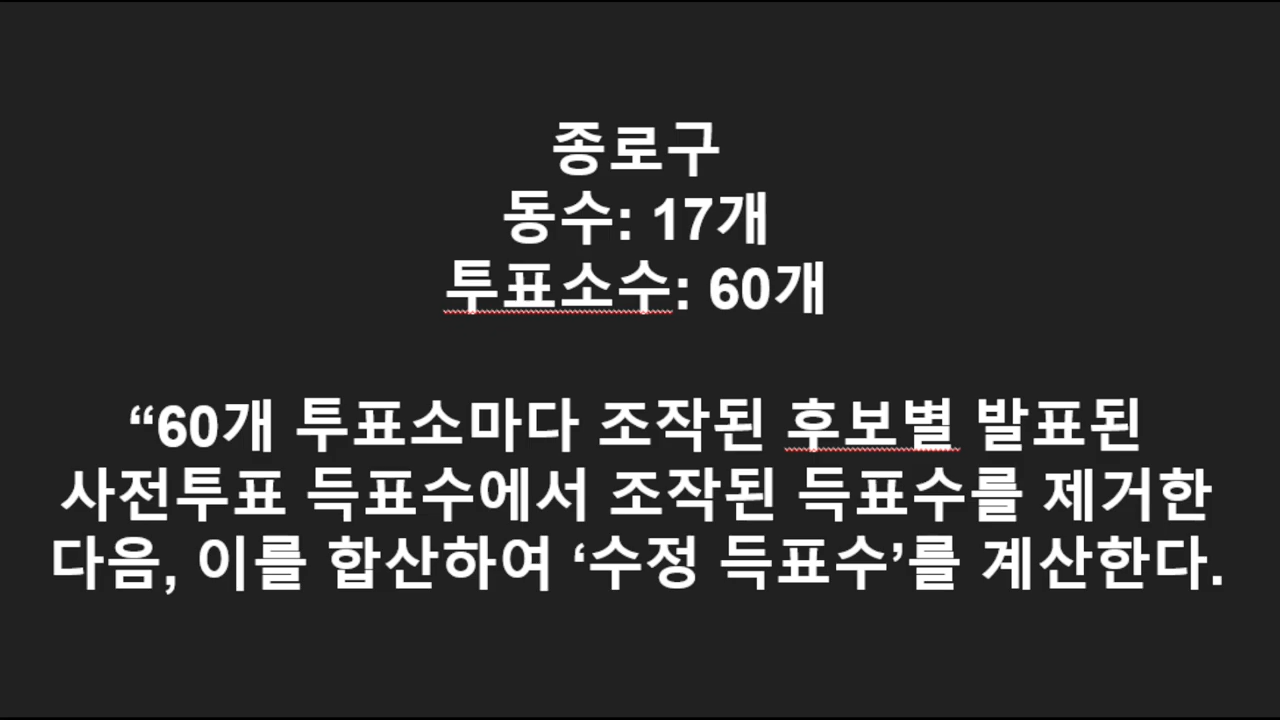 종로구
동수: 17개
투표소수: 60개
“60개 투표소마다 조작된 후보별 발표된
사전투표 득표수에서 조작된 득표수를 제거한
다음, 이를 합산하여 ‘수정 득표수’를 계산한다.